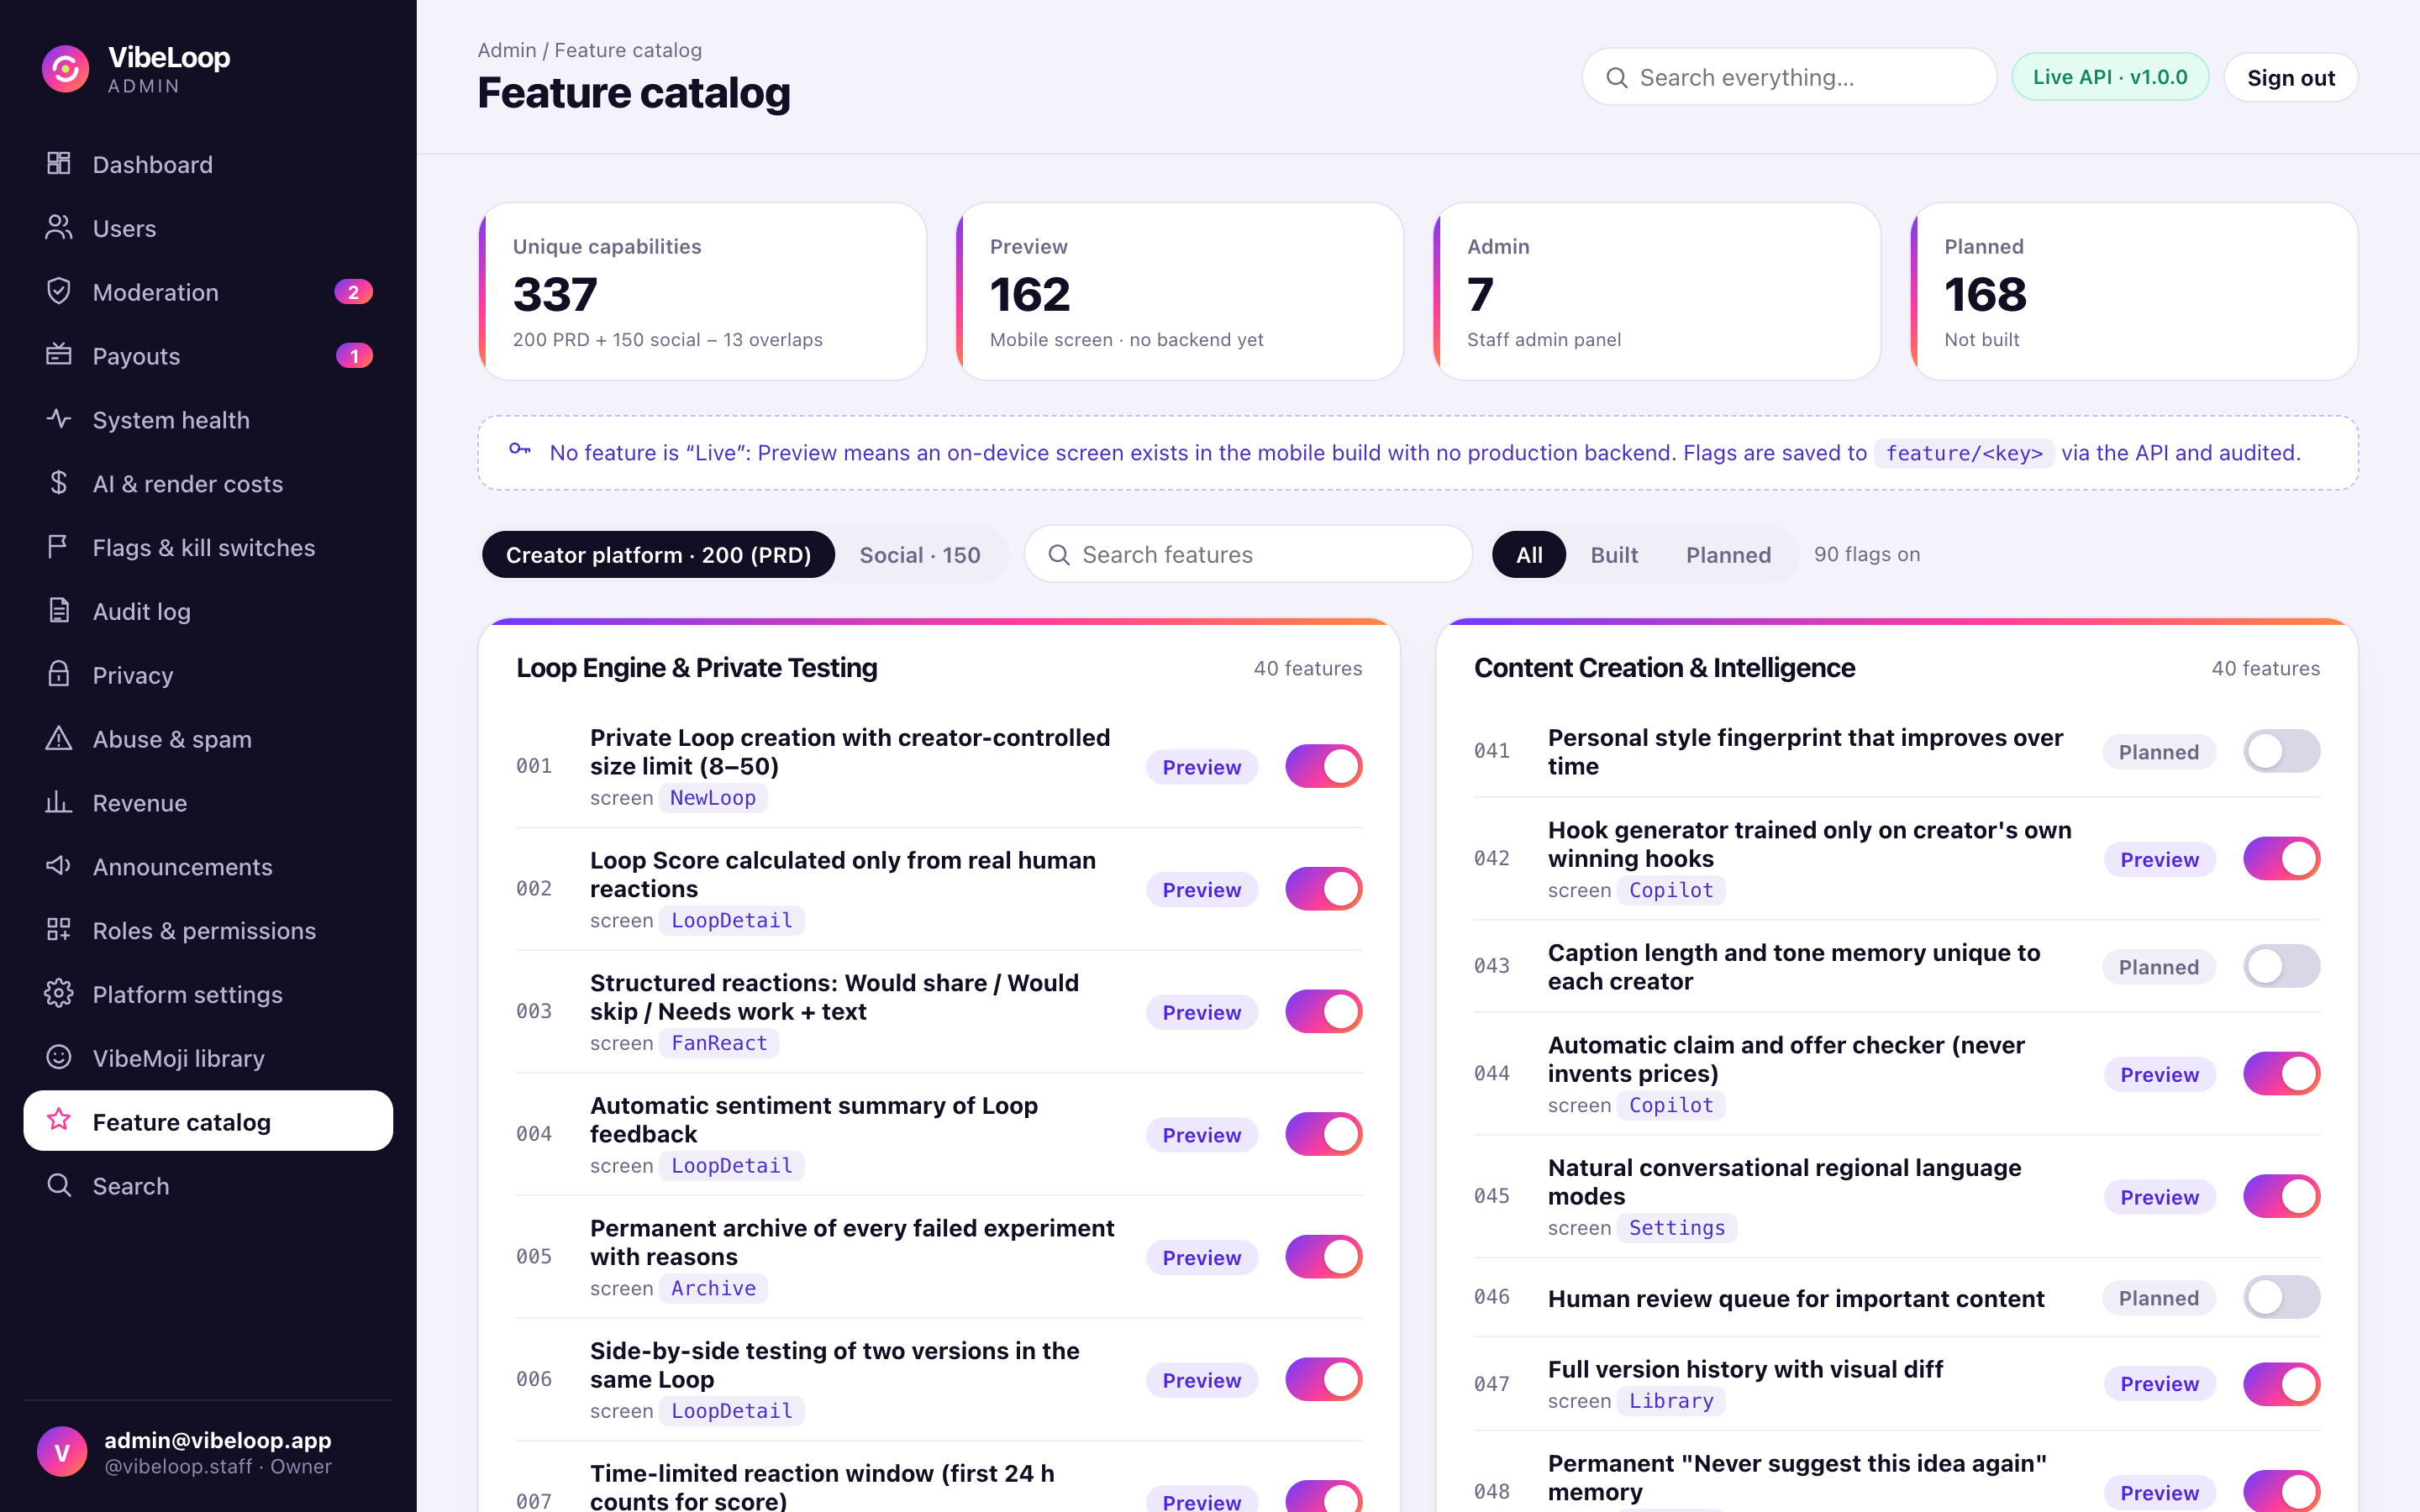 VibeLoop
ADMIN
Dashboard
Users
Moderation 2
Payouts 1
System health
AI & render costs
Flags & kill switches
Audit log
Privacy
Abuse & spam
Revenue
Announcements
Roles & permissions
Platform settings
VibeMoji library
Feature catalog
Search
V
admin@vibeloop.app
@vibeloop.staff · Owner
Admin / Feature catalog
Feature catalog
Search everything...
Live API · v1.0.0
Sign out
Unique capabilities
337
200 PRD + 150 social – 13 overlaps
Preview
162
Mobile screen · no backend yet
Admin
7
Staff admin panel
Planned
168
Not built
No feature is “Live”: Preview means an on-device screen exists in the mobile build with no production backend. Flags are saved to feature/<key> via the API and audited.
Creator platform · 200 (PRD)
Social · 150
Search features
All
Built
Planned
90 flags on
Loop Engine & Private Testing
40 features
001
Private Loop creation with creator-controlled
size limit (8–50)
screen NewLoop
Preview
002
Loop Score calculated only from real human
reactions
screen LoopDetail
Preview
003
Structured reactions: Would share / Would
skip / Needs work + text
screen FanReact
Preview
004
Automatic sentiment summary of Loop
feedback
screen LoopDetail
Preview
005
Permanent archive of every failed experiment
with reasons
screen Archive
Preview
006
Side-by-side testing of two versions in the
same Loop
screen LoopDetail
Preview
007
Time-limited reaction window (first 24 h
counts for score)
Preview
Content Creation & Intelligence
40 features
041
Personal style fingerprint that improves over
time
Planned
042
Hook generator trained only on creator's own
winning hooks
screen Copilot
Preview
043
Caption length and tone memory unique to
each creator
Planned
044
Automatic claim and offer checker (never
invents prices)
screen Copilot
Preview
045
Natural conversational regional language
modes
screen Settings
Preview
046
Human review queue for important content
Planned
047
Full version history with visual diff
screen Library
Preview
048
Permanent "Never suggest this idea again"
memory
Preview